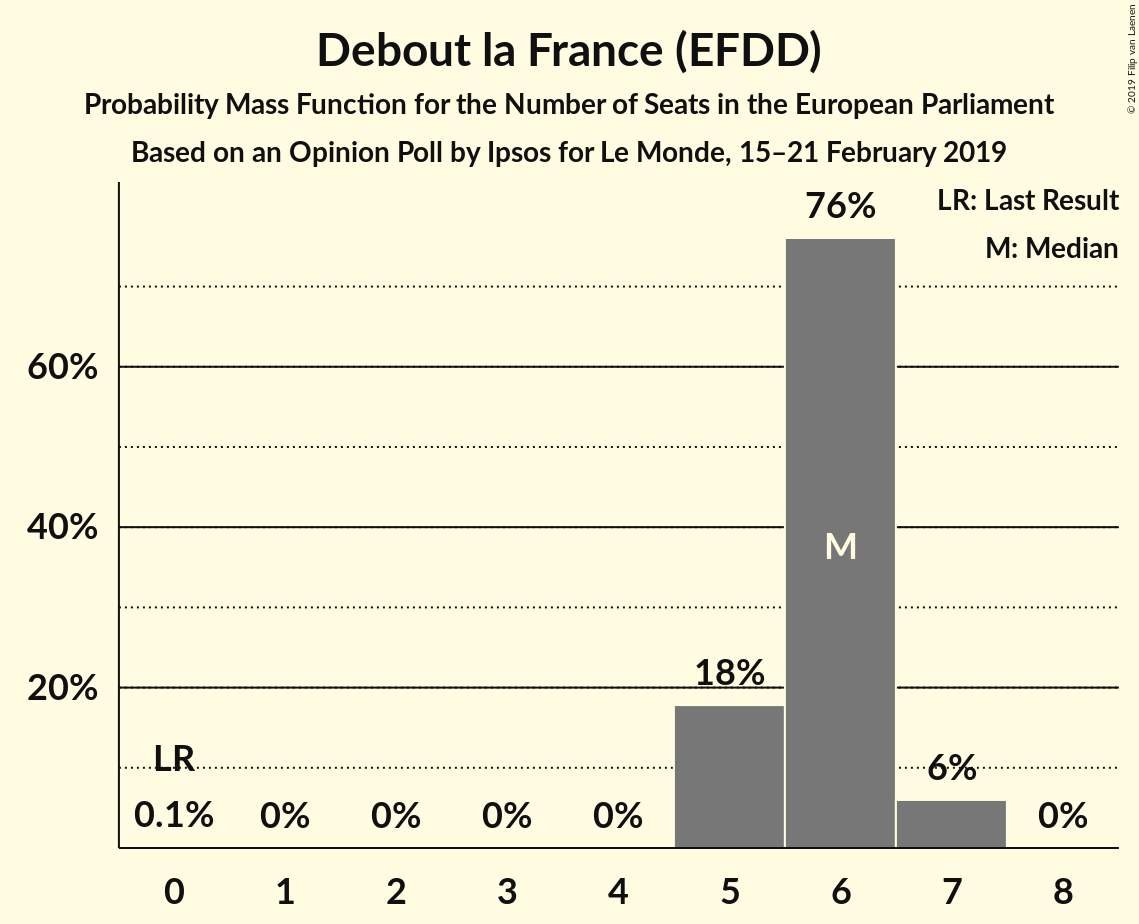 Debout la France (EFDD)
Probability Mass Function for the Number of Seats in the European Parliament
Based on an Opinion Poll by Ipsos for Le Monde, 15–21 February 2019
© 2019 Filip van Laenen
LR: Last Result
M: Median
76%
60%
40%
M
20%
18%
LR
6%
0.1% 0% 0% 0% 0% 0%
0 1 2 3 4 5 6 7 8